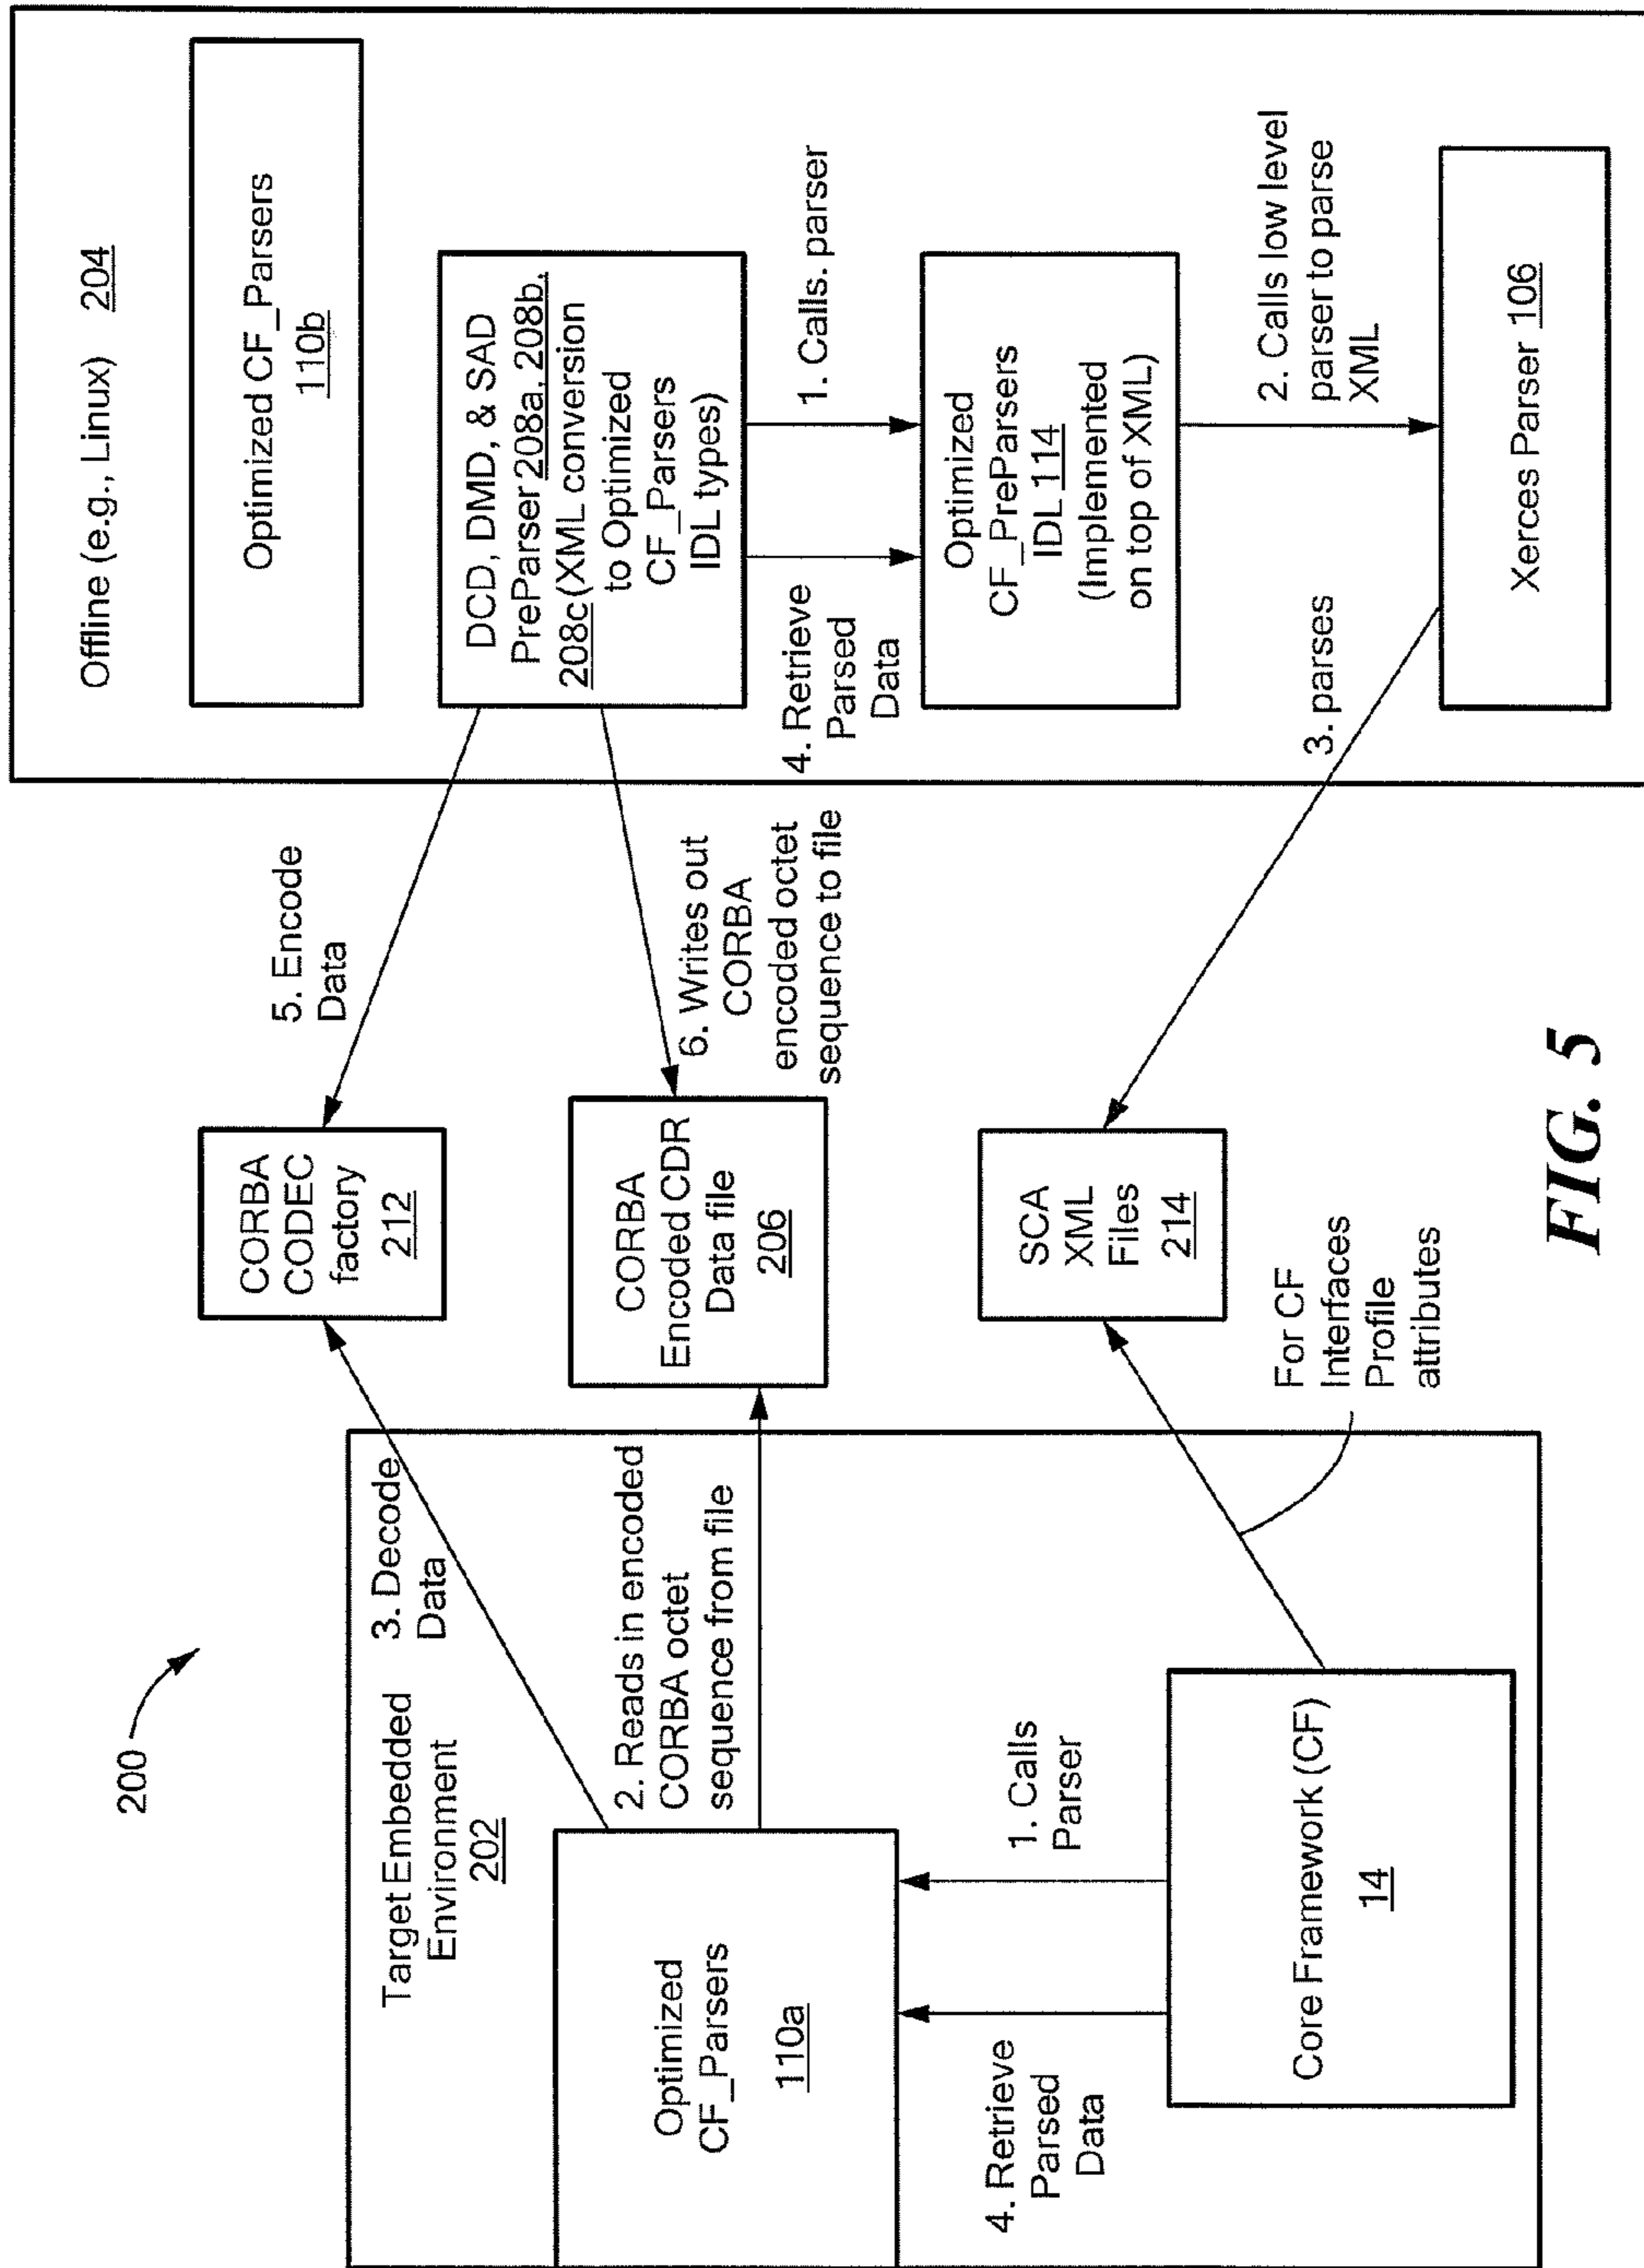 200
Target Embedded
Environment
202
Optimized
CF_Parsers
110a
Core Framework (CF)
14
1. Calls
Parser
4. Retrieve
Parsed
Data
2. Reads in encoded
CORBA octet
sequence from file
3. Decode
Data
CORBA
CODEC
factory
212
CORBA
Encoded CDR
Data file
206
SCA
XML
Files
214
For CF
Interfaces
Profile
attributes
5. Encode
Data
6. Writes out
CORBA
encoded octet
sequence to file
3. parses
Offline (e.g., Linux) 204
Optimized CF_Parsers
110b
DCD, DMD, & SAD
PreParser 208a, 208b,
208c (XML conversion
to Optimized
CF_Parsers
IDL types)
1. Calls. parser
4. Retrieve
Parsed
Data
Optimized
CF_PreParsers
IDL 114
(Implemented
on top of XML)
2. Calls low level
parser to parse
XML
Xerces Parser 106
FIG. 5